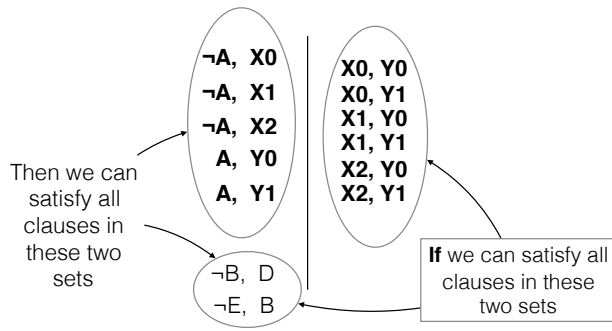 ¬A, X0
¬A, X1
¬A, X2
A, Y0
A, Y1
X0, Y0
X0, Y1
X1, Y0
X1, Y1
X2, Y0
X2, Y1
Then we can
satisfy all
clauses in
these two
sets
¬B, D
¬E, B
If we can satisfy all
clauses in these
two sets